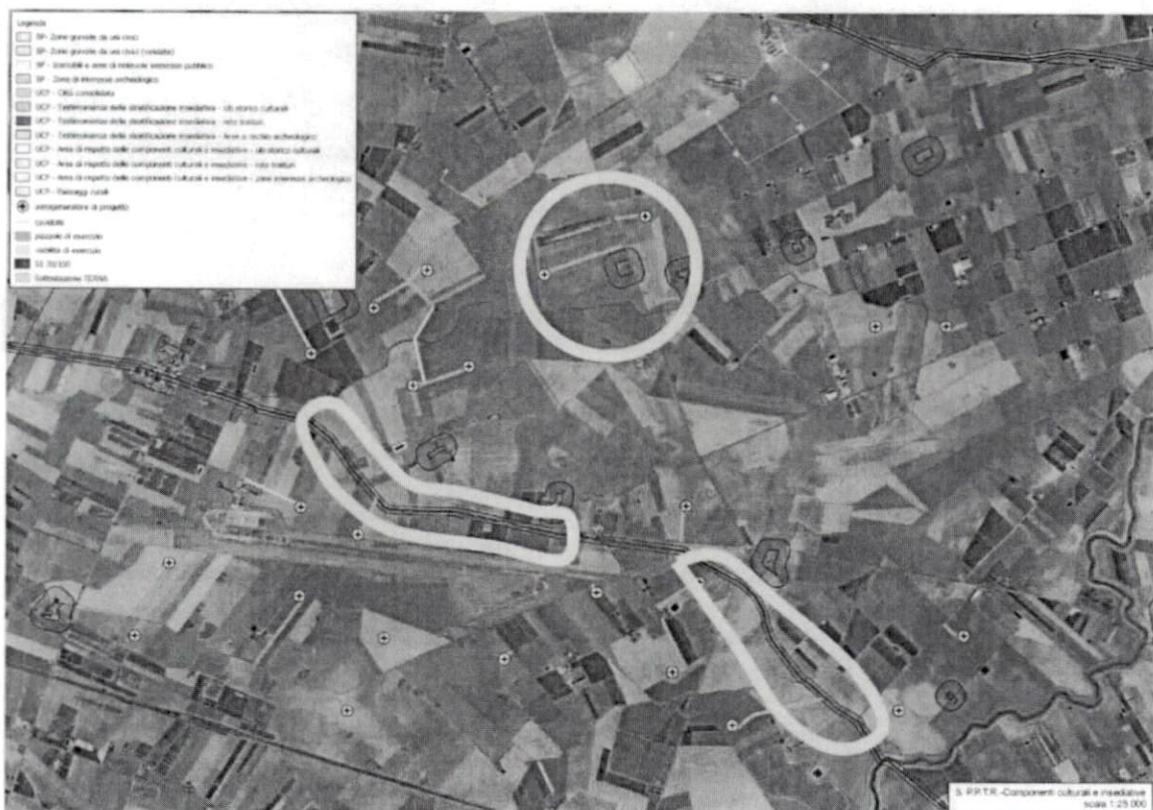 Legenda
BP- Zone gravate da usi civici
BP- Zone gravate da usi civici (validate)
BP - Immobili e aree di notevole interesse pubblico
BP - Zone di interesse archeologico
UCP - Città consolidata
UCP - Testimonianza della stratificazione insediativa - siti storico culturali
UCP - Testimonianza della stratificazione insediativa - rete tratturi
UCP - Testimonianza della stratificazione insediativa - Aree a rischio archeologico
UCP - Area di rispetto delle componenti culturali e insediative - siti storico culturali
UCP - Area di rispetto delle componenti culturali e insediative - rete tratturi
UCP - Area di rispetto delle componenti culturali e insediative - zone interesse archeologico
UCP - Paesaggi rurali
aerogeneratore di progetto
cavidotto
piazzole di esercizio
viabilità di esercizio
SE 30/150
Sottostazione TERNA
S. P.P.T.R. -Componenti culturali e insediative
scala 1:25.000